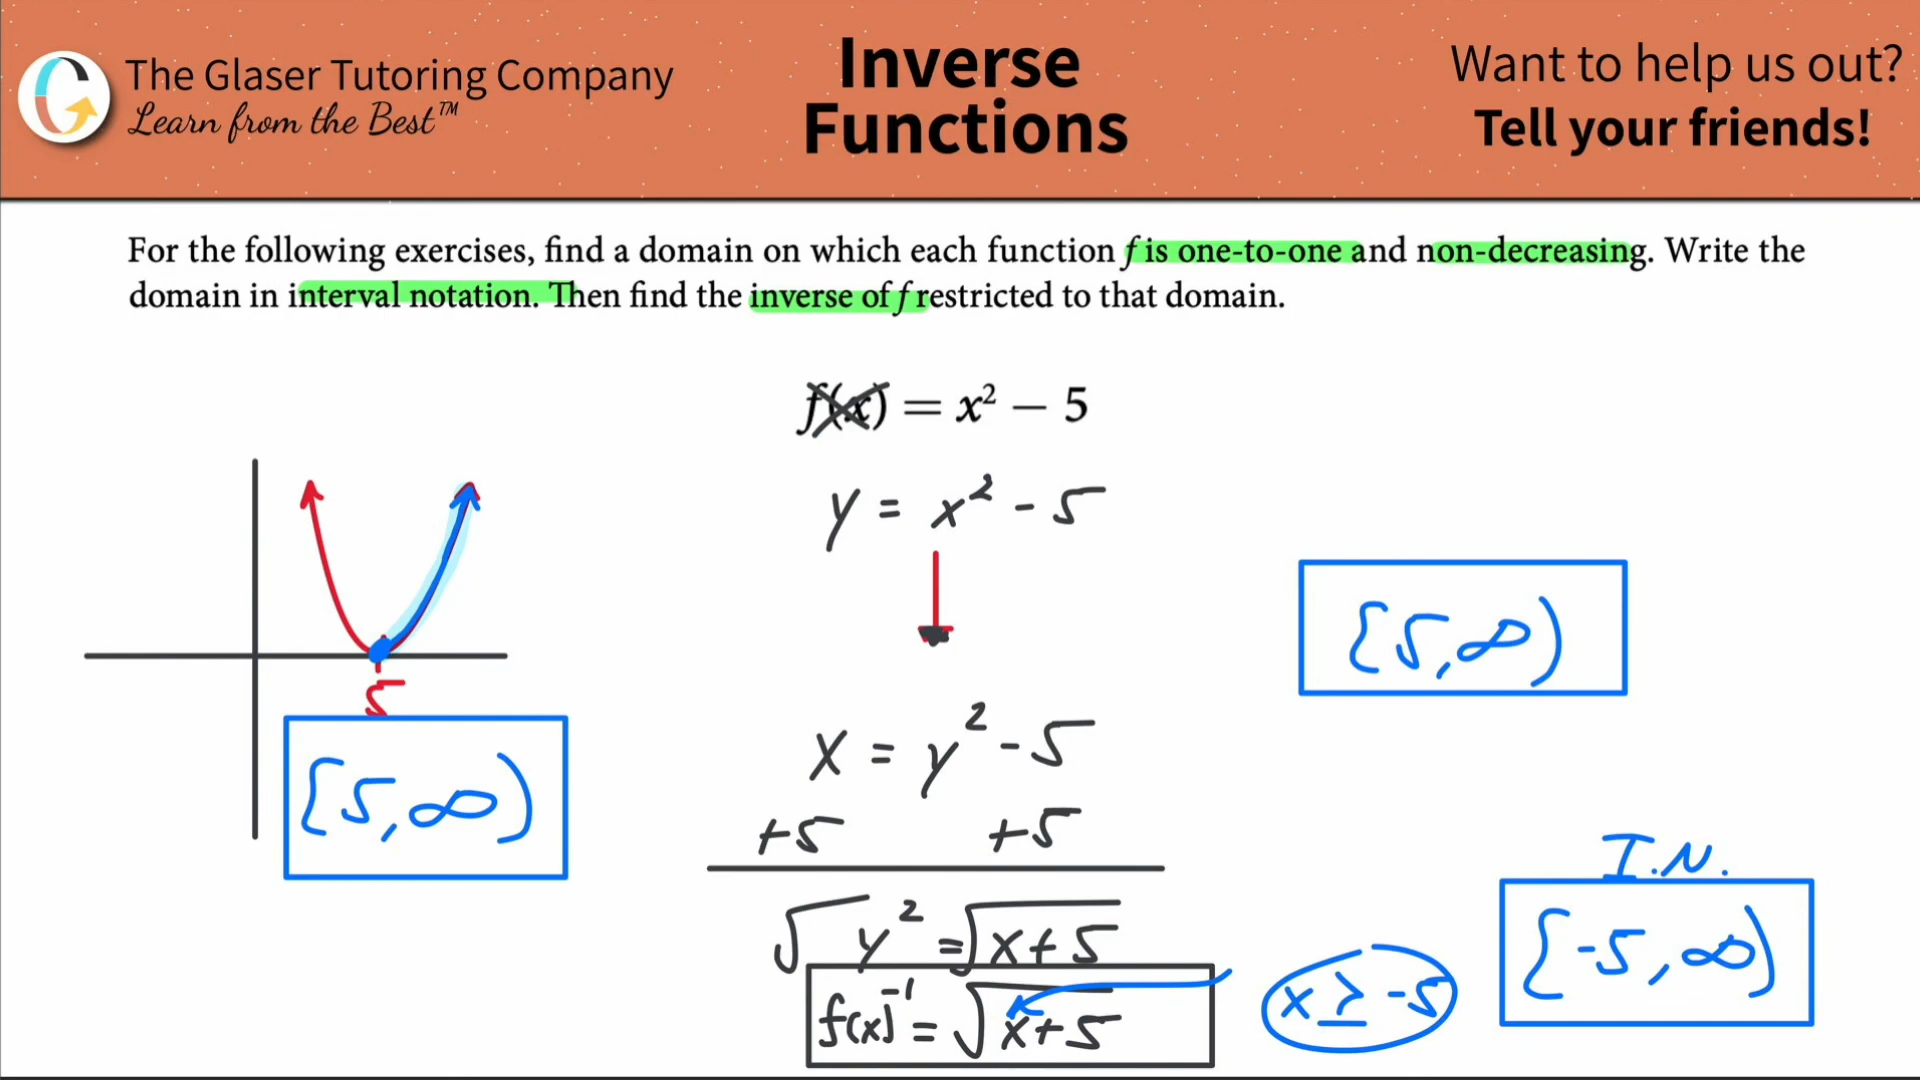 The Glaser Tutoring Company
Learn from the Best™
Inverse
Functions
Want to help us out?
Tell your friends!
For the following exercises, find a domain on which each function f is one-to-one and non-decreasing. Write the
domain in interval notation. Then find the inverse of f restricted to that domain.
f(x) = x² − 5
y = x² - 5
5
[5,∞)
[5,∞)
x = y² - 5
+5 +5
√y² = √x+5
f(x)⁻¹ = √x+5
x ≥ -5
I.N.
[-5,∞)